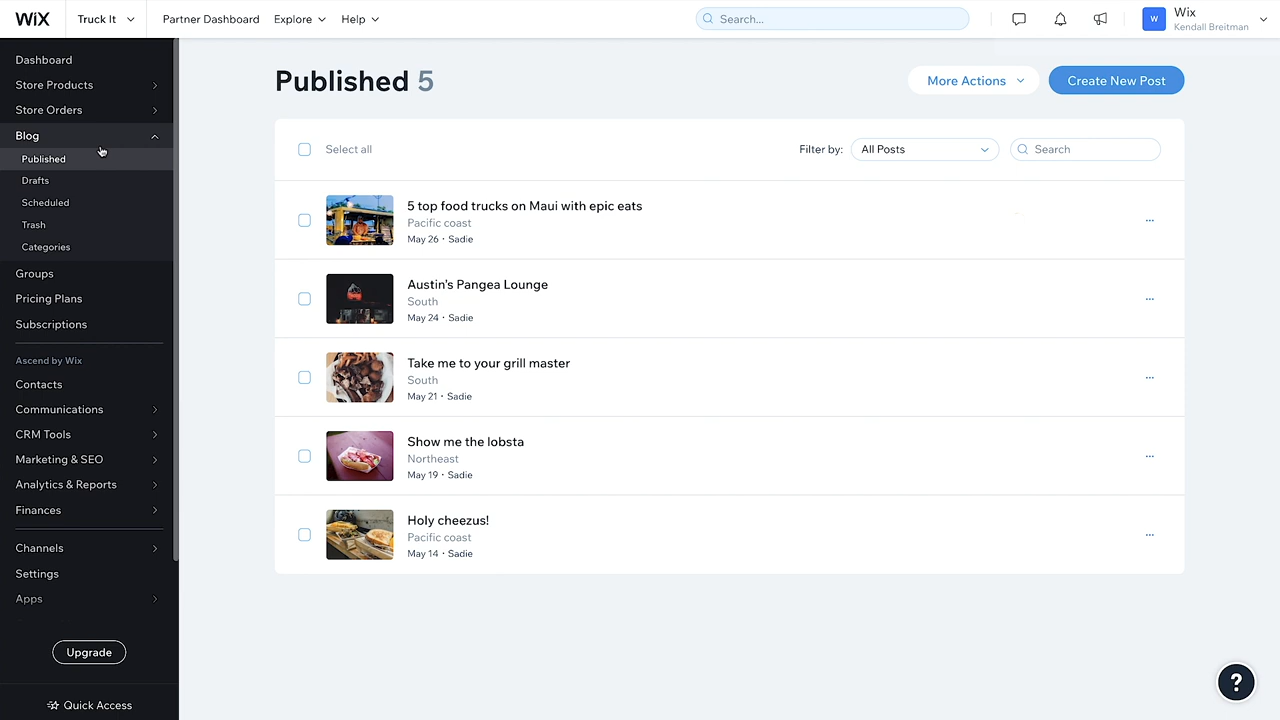 WiX Truck It Partner Dashboard Explore Help Search... W Wix
Kendall Breitman
Dashboard
Store Products
Store Orders
Blog
Published
Drafts
Scheduled
Trash
Categories
Groups
Pricing Plans
Subscriptions
Ascend by Wix
Contacts
Communications
CRM Tools
Marketing & SEO
Analytics & Reports
Finances
Channels
Settings
Apps
Upgrade
Quick Access
Published 5
More Actions
Create New Post
Select all
Filter by: All Posts
Search
5 top food trucks on Maui with epic eats
Pacific coast
May 26 · Sadie
Austin's Pangea Lounge
South
May 24 · Sadie
Take me to your grill master
South
May 21 · Sadie
Show me the lobsta
Northeast
May 19 · Sadie
Holy cheezus!
Pacific coast
May 14 · Sadie
?